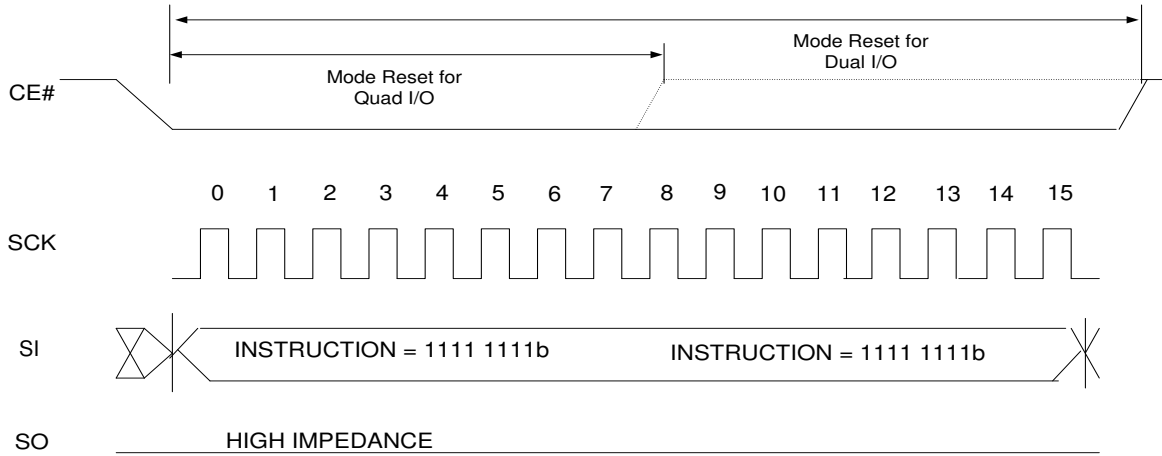 Mode Reset for
Dual I/O
Mode Reset for
Quad I/O
CE#
0 1 2 3 4 5 6 7 8 9 10 11 12 13 14 15
SCK
SI
INSTRUCTION = 1111 1111b INSTRUCTION = 1111 1111b
SO
HIGH IMPEDANCE